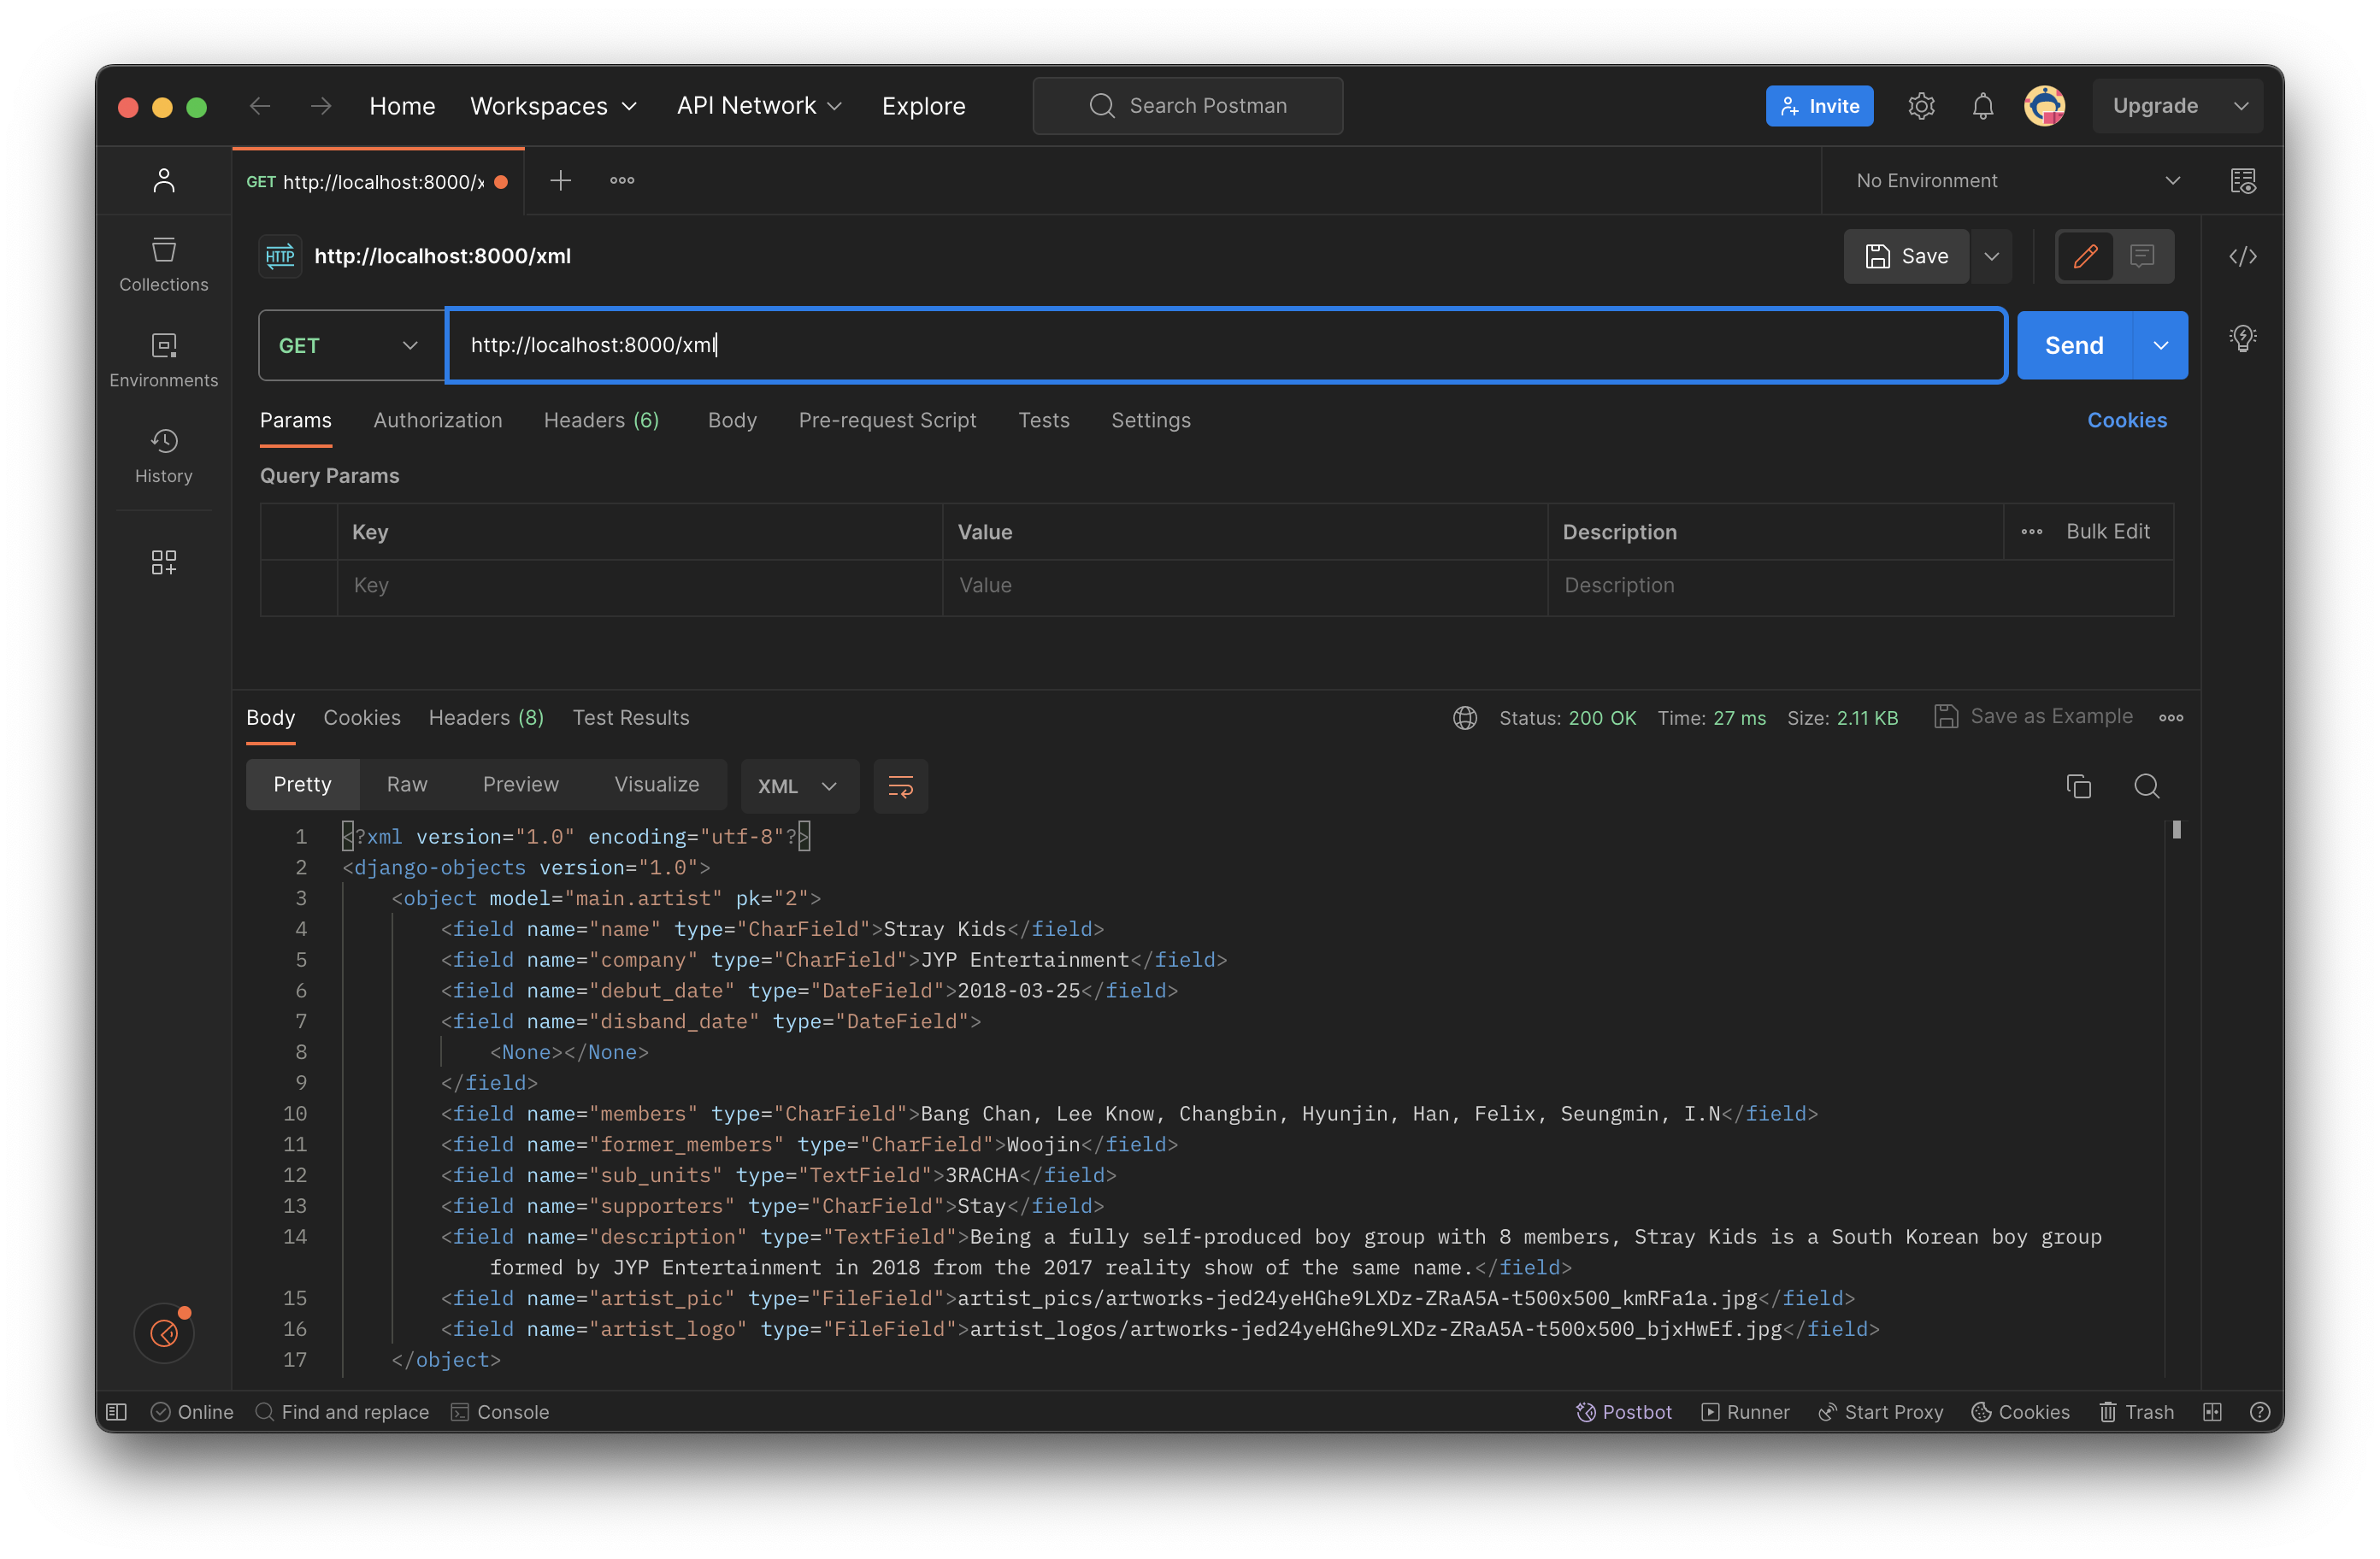 Home Workspaces API Network Explore Search Postman Invite Upgrade
GET http://localhost:8000/x No Environment
HTTP http://localhost:8000/xml Save
Collections
GET http://localhost:8000/xml Send
Environments
Params Authorization Headers (6) Body Pre-request Script Tests Settings Cookies
History
Query Params
Key Value Description Bulk Edit
Key Value Description
Body Cookies Headers (8) Test Results Status: 200 OK Time: 27 ms Size: 2.11 KB Save as Example
Pretty Raw Preview Visualize XML
1 <?xml version="1.0" encoding="utf-8"?>
2 <django-objects version="1.0">
3 <object model="main.artist" pk="2">
4 <field name="name" type="CharField">Stray Kids</field>
5 <field name="company" type="CharField">JYP Entertainment</field>
6 <field name="debut_date" type="DateField">2018-03-25</field>
7 <field name="disband_date" type="DateField">
8 <None></None>
9 </field>
10 <field name="members" type="CharField">Bang Chan, Lee Know, Changbin, Hyunjin, Han, Felix, Seungmin, I.N</field>
11 <field name="former_members" type="CharField">Woojin</field>
12 <field name="sub_units" type="TextField">3RACHA</field>
13 <field name="supporters" type="CharField">Stay</field>
14 <field name="description" type="TextField">Being a fully self-produced boy group with 8 members, Stray Kids is a South Korean boy group
formed by JYP Entertainment in 2018 from the 2017 reality show of the same name.</field>
15 <field name="artist_pic" type="FileField">artist_pics/artworks-jed24yeHGhe9LXDz-ZRaA5A-t500x500_kmRFa1a.jpg</field>
16 <field name="artist_logo" type="FileField">artist_logos/artworks-jed24yeHGhe9LXDz-ZRaA5A-t500x500_bjxHwEf.jpg</field>
17 </object>
Online Find and replace Console Postbot Runner Start Proxy Cookies Trash